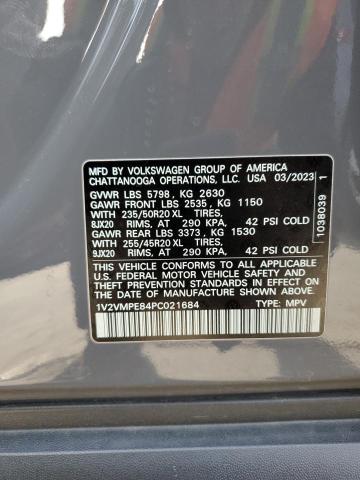 MFD. BY VOLKSWAGEN GROUP OF AMERICA
CHATTANOOGA OPERATIONS, LLC. USA 03/2023
GVWR LBS 5798, KG 2630
GAWR FRONT LBS 2535, KG 1150
WITH 235/50R20 XL TIRES,
8JX20 RIMS, AT 290 KPA, 42 PSI COLD
GAWR REAR LBS 3373, KG 1530
WITH 255/45R20 XL TIRES,
9JX20 RIMS, AT 290 KPA, 42 PSI COLD
THIS VEHICLE CONFORMS TO ALL APPLICABLE
U.S. FEDERAL MOTOR VEHICLE SAFETY
STANDARDS IN EFFECT ON THE DATE OF
MANUFACTURE SHOWN ABOVE.
1V2VMPE84PC021684 TYPE: MPV
1038039 1